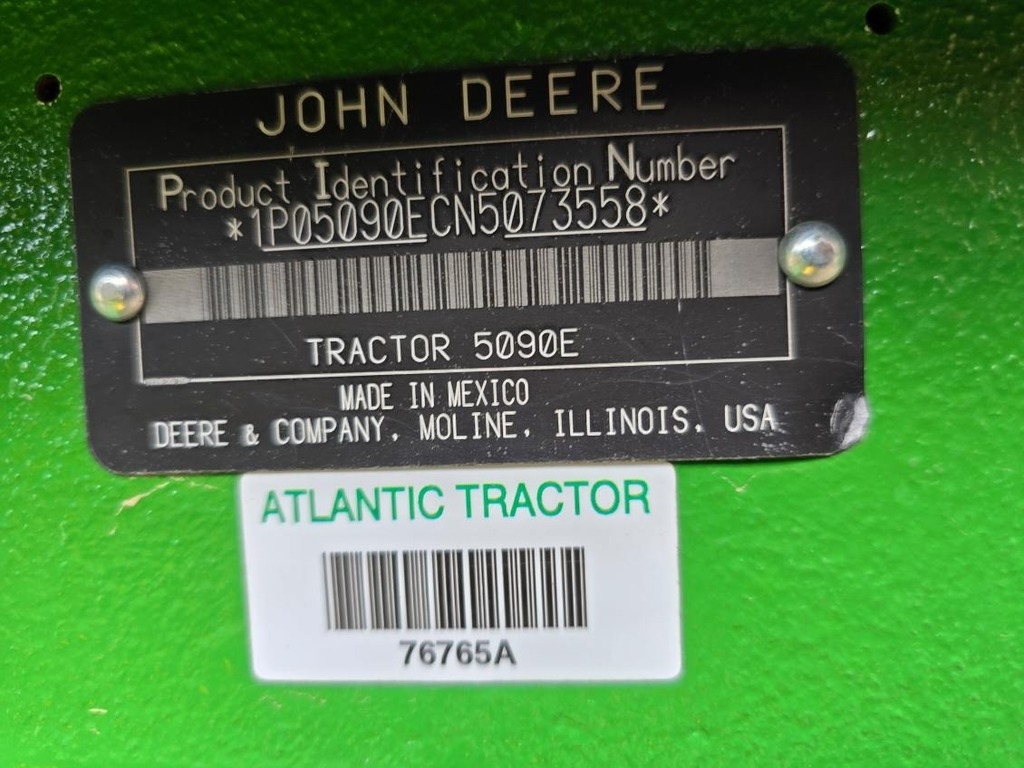 JOHN DEERE
Product Identification Number
*1P05090ECN5073558*
TRACTOR 5090E
MADE IN MEXICO
DEERE & COMPANY, MOLINE, ILLINOIS, USA
ATLANTIC TRACTOR
76765A